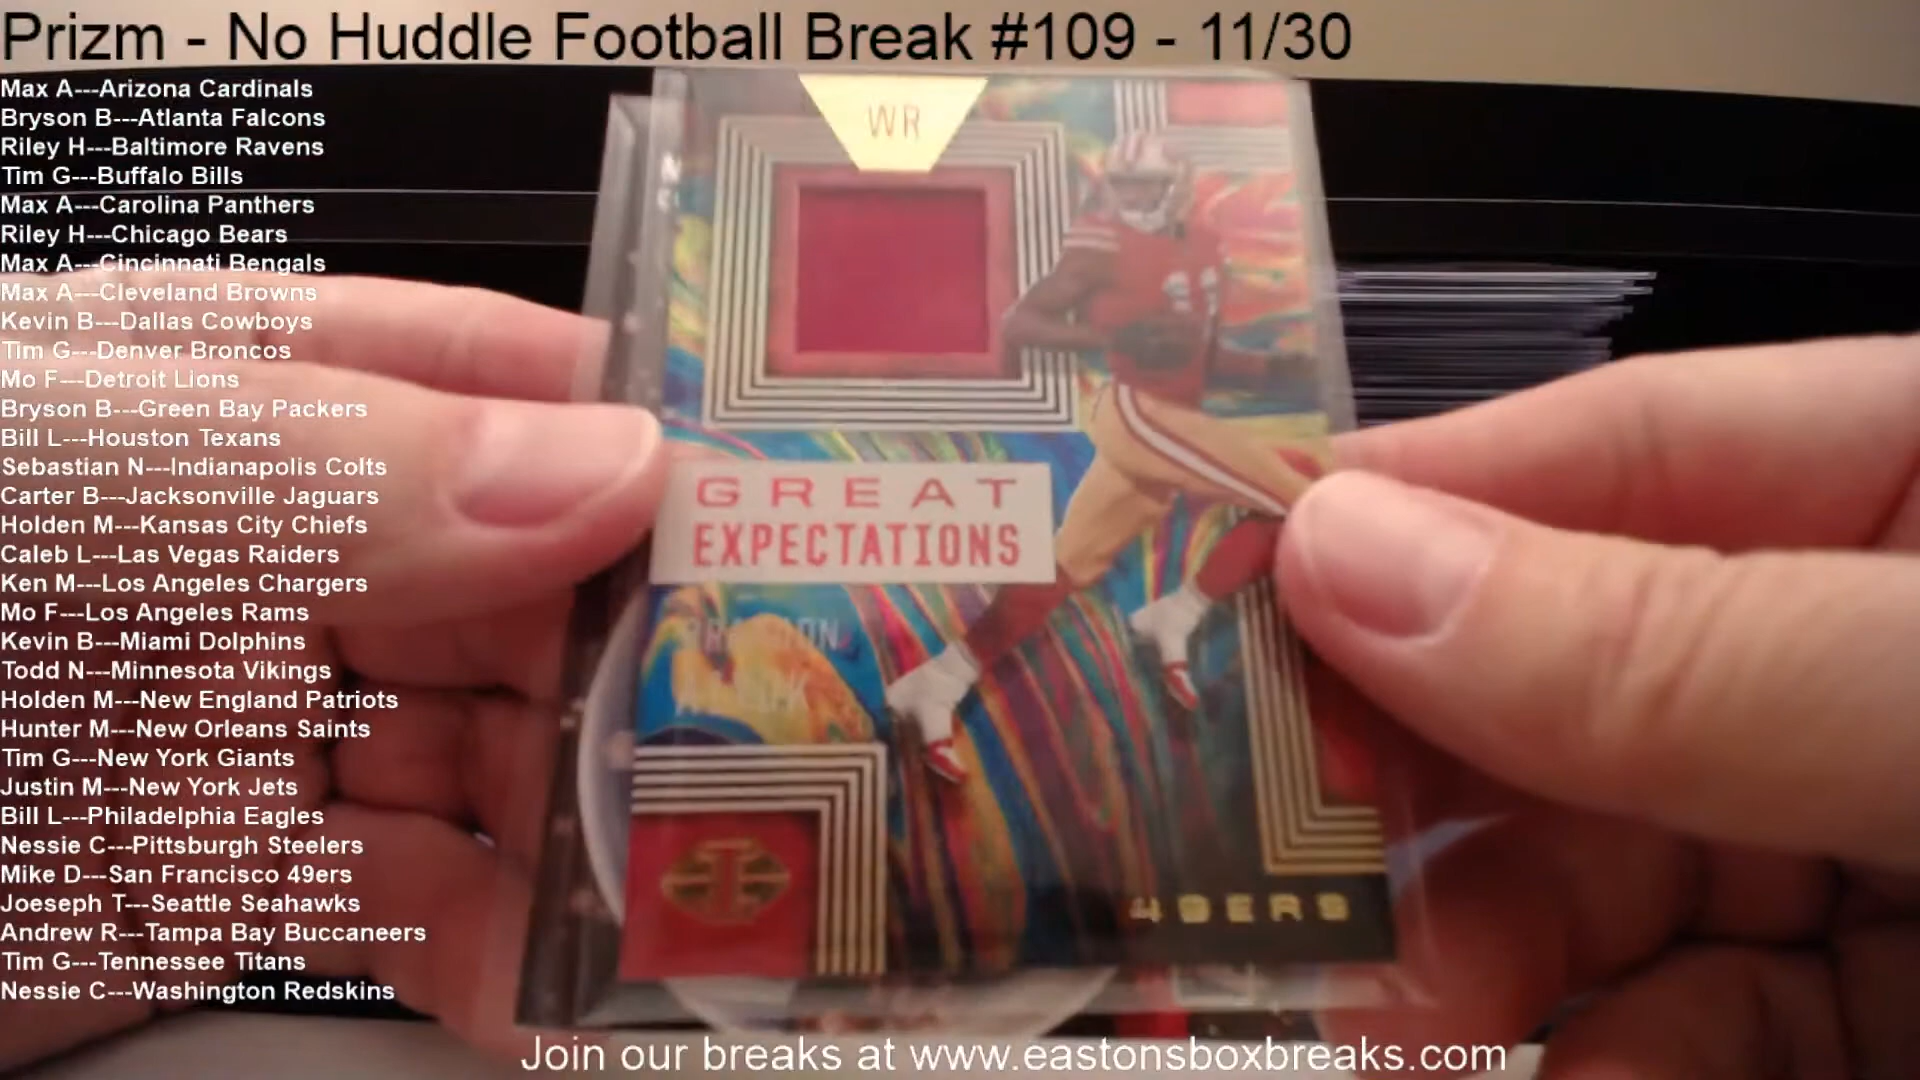 Prizm - No Huddle Football Break #109 - 11/30
Max A---Arizona Cardinals
Bryson B---Atlanta Falcons
Riley H---Baltimore Ravens
Tim G---Buffalo Bills
Max A---Carolina Panthers
Riley H---Chicago Bears
Max A---Cincinnati Bengals
Max A---Cleveland Browns
Kevin B---Dallas Cowboys
Tim G---Denver Broncos
Mo F---Detroit Lions
Bryson B---Green Bay Packers
Bill L---Houston Texans
Sebastian N---Indianapolis Colts
Carter B---Jacksonville Jaguars
Holden M---Kansas City Chiefs
Caleb L---Las Vegas Raiders
Ken M---Los Angeles Chargers
Mo F---Los Angeles Rams
Kevin B---Miami Dolphins
Todd N---Minnesota Vikings
Holden M---New England Patriots
Hunter M---New Orleans Saints
Tim G---New York Giants
Justin M---New York Jets
Bill L---Philadelphia Eagles
Nessie C---Pittsburgh Steelers
Mike D---San Francisco 49ers
Joeseph T---Seattle Seahawks
Andrew R---Tampa Bay Buccaneers
Tim G---Tennessee Titans
Nessie C---Washington Redskins
WR
11
GREAT
EXPECTATIONS
49ERS
Join our breaks at www.eastonsboxbreaks.com